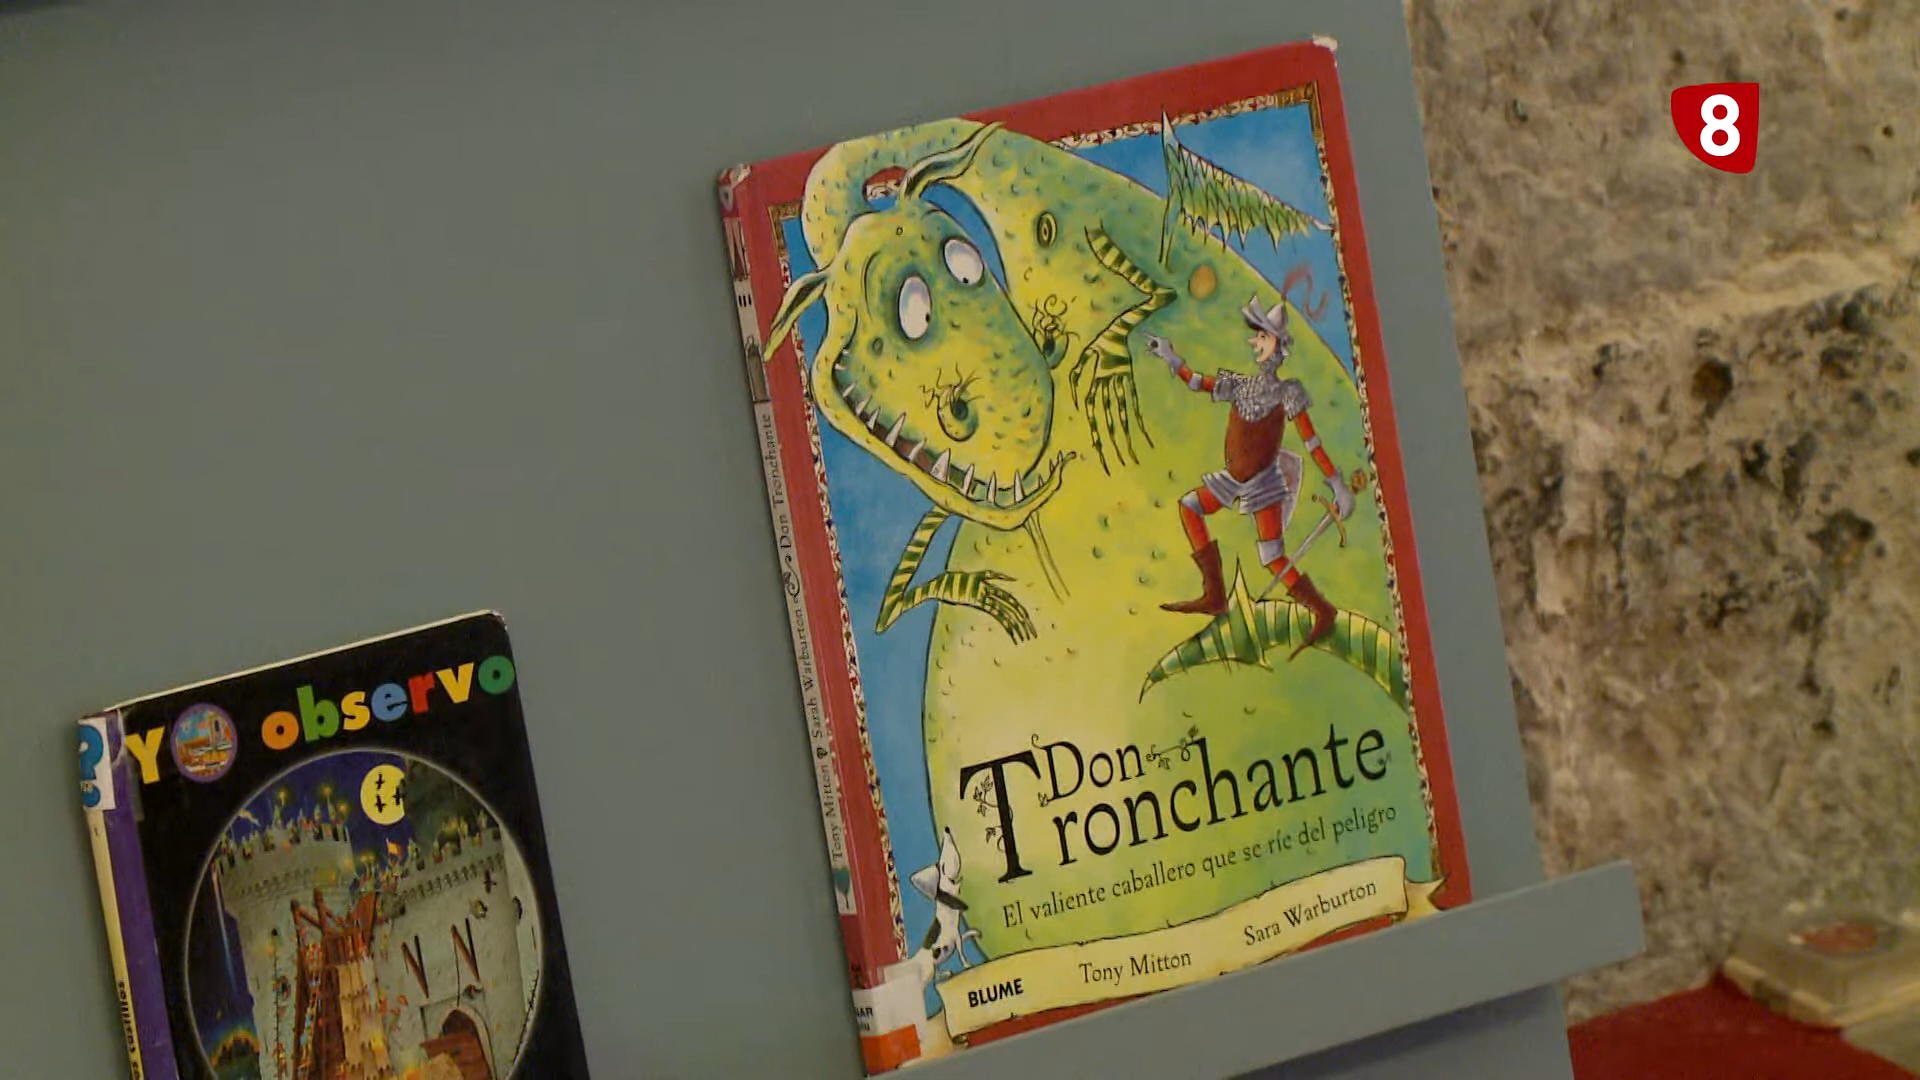 8
Don
Tronchante
El valiente caballero que se ríe del peligro
BLUME Tony Mitton Sara Warburton
Tony Mitton Sarah Warburton Don Tronchante
Yo observo